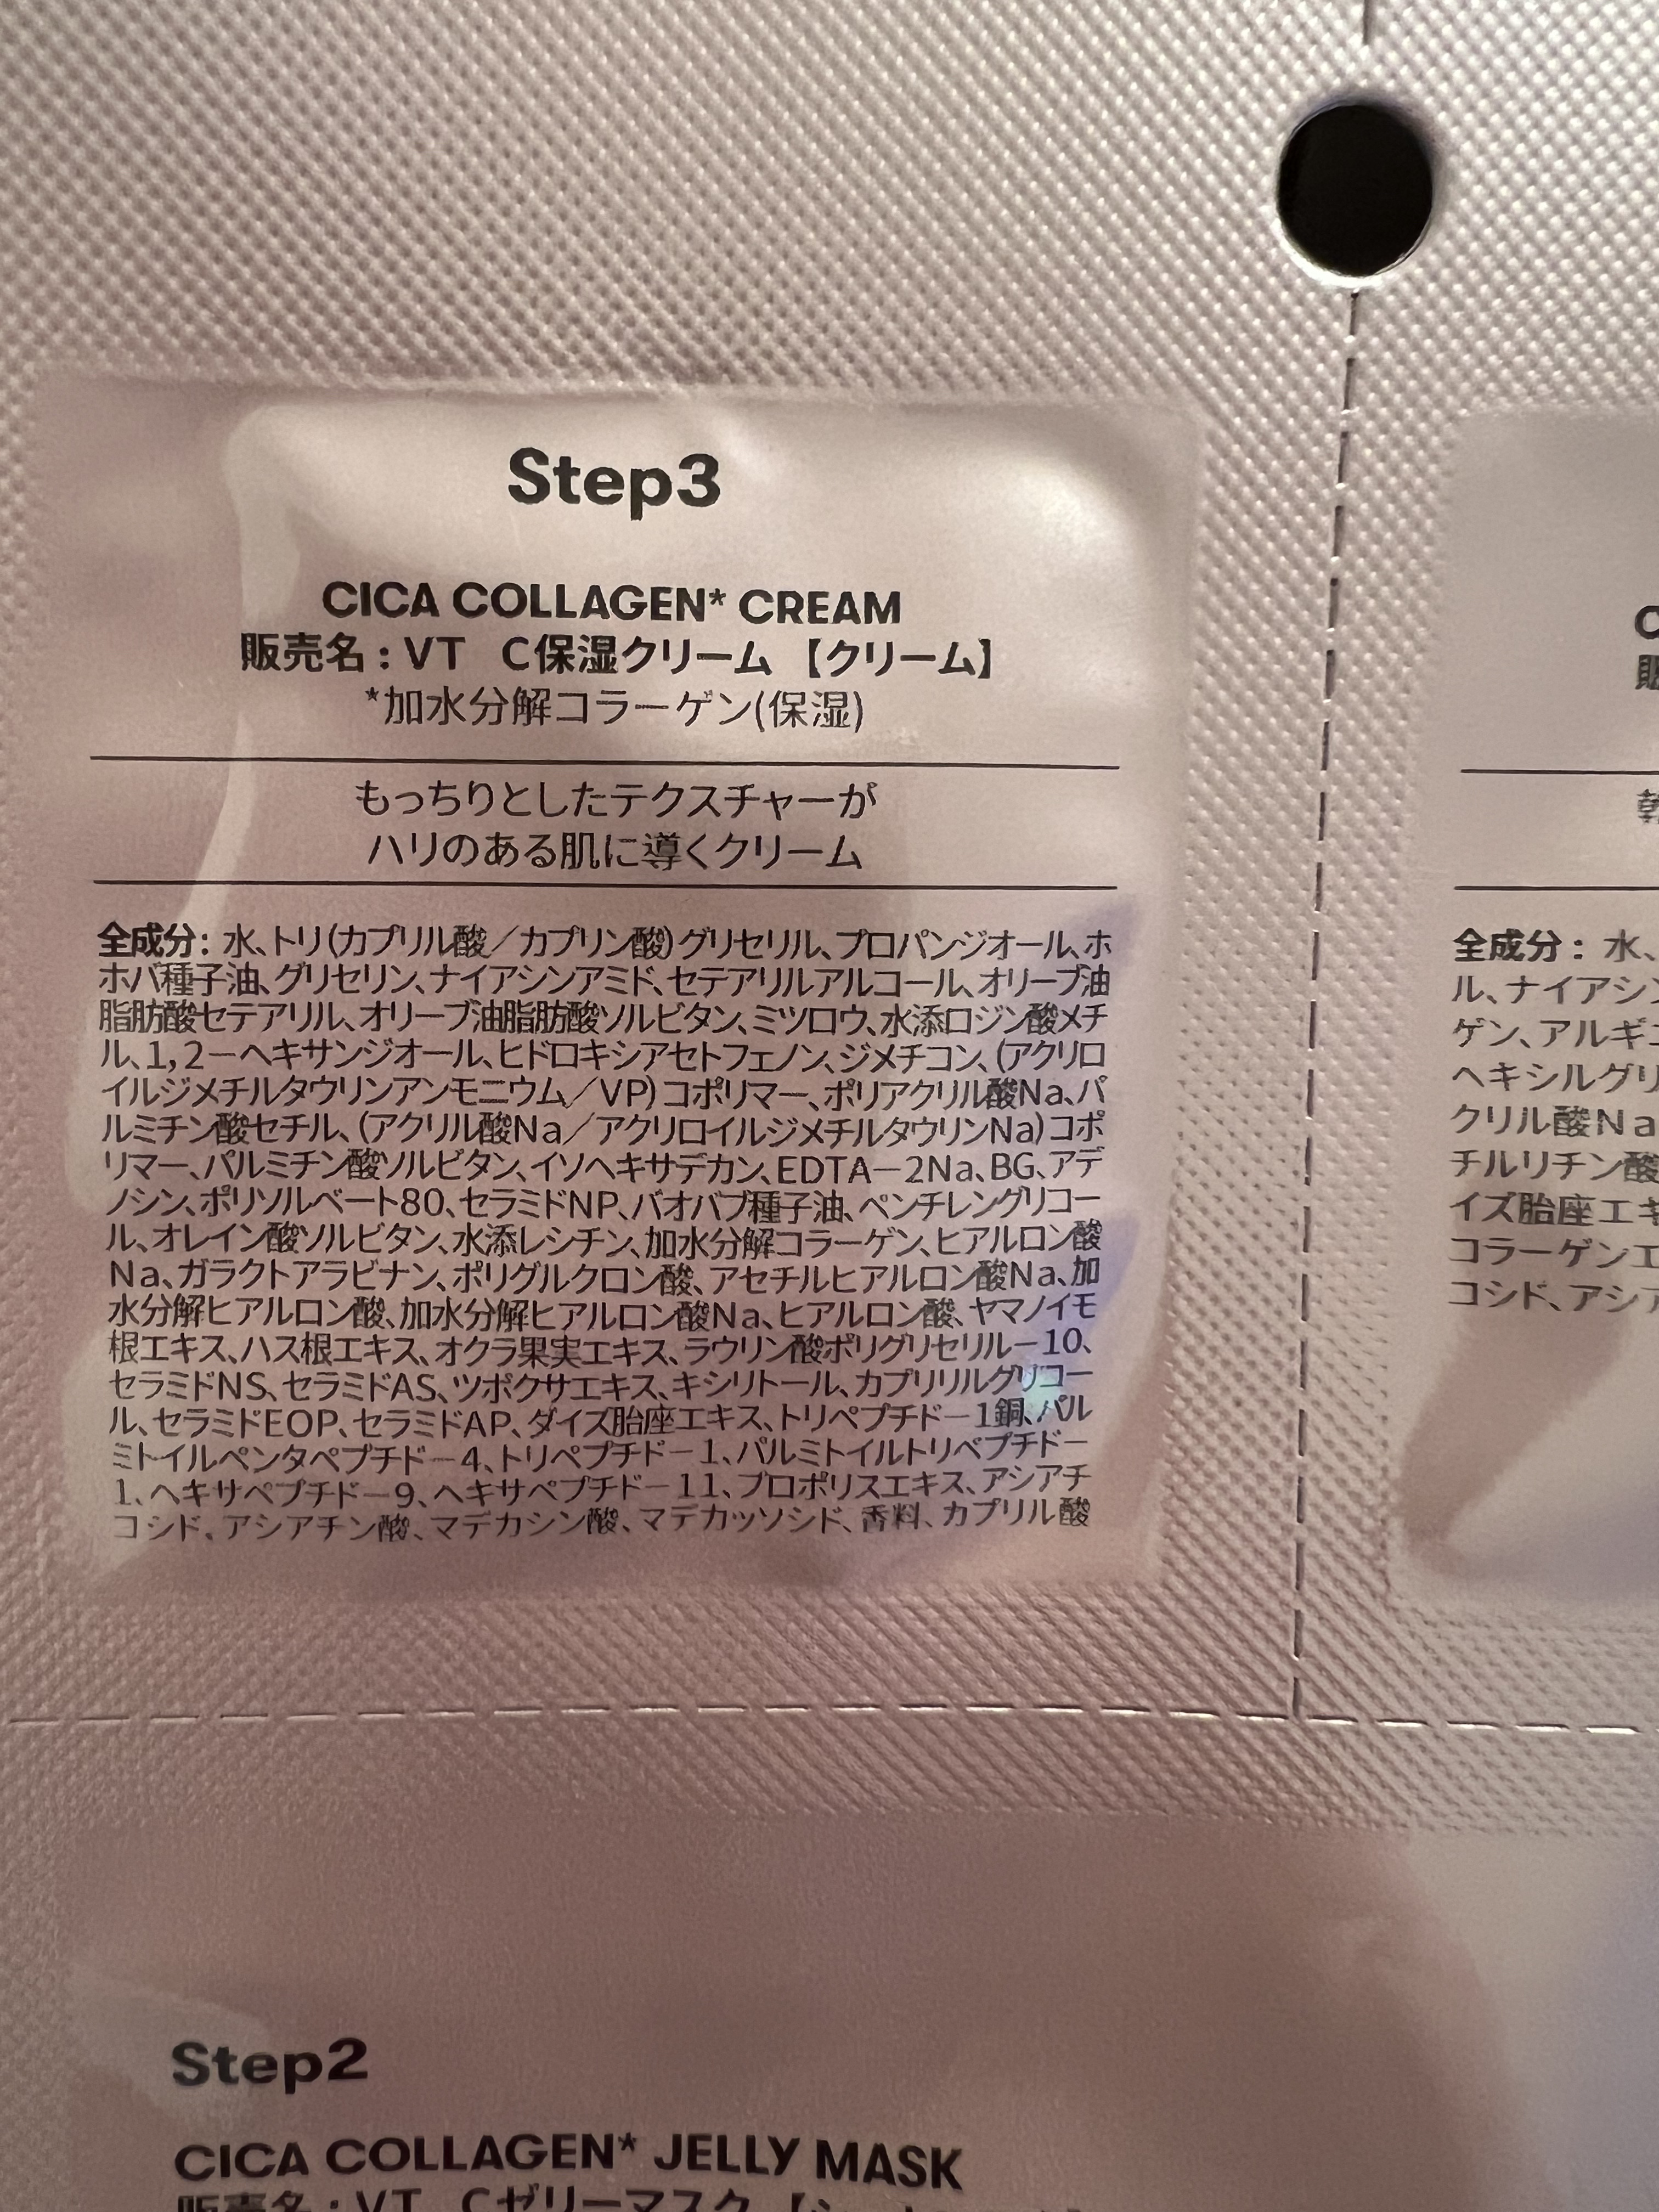 Step3
CICA COLLAGEN* CREAM
販売名：VT　C保湿クリーム【クリーム】
*加水分解コラーゲン(保湿)
もっちりとしたテクスチャーが
ハリのある肌に導くクリーム
全成分：水、トリ(カプリル酸／カプリン酸)グリセリル、プロパンジオール、ホ
ホバ種子油、グリセリン、ナイアシンアミド、セテアリルアルコール、オリーブ油
脂肪酸セテアリル、オリーブ油脂肪酸ソルビタン、ミツロウ、水添ロジン酸メチ
ル、1,2－ヘキサンジオール、ヒドロキシアセトフェノン、ジメチコン、(アクリロ
イルジメチルタウリンアンモニウム／VP)コポリマー、ポリアクリル酸Na、パ
ルミチン酸セチル、(アクリル酸Na／アクリロイルジメチルタウリンNa)コポ
リマー、パルミチン酸ソルビタン、イソヘキサデカン、EDTA－2Na、BG、アデ
ノシン、ポリソルベート80、セラミドNP、バオバブ種子油、ペンチレングリコー
ル、オレイン酸ソルビタン、水添レシチン、加水分解コラーゲン、ヒアルロン酸
Na、ガラクトアラビナン、ポリグルクロン酸、アセチルヒアルロン酸Na、加
水分解ヒアルロン酸、加水分解ヒアルロン酸Na、ヒアルロン酸、ヤマノイモ
根エキス、ハス根エキス、オクラ果実エキス、ラウリン酸ポリグリセリル－10、
セラミドNS、セラミドAS、ツボクサエキス、キシリトール、カプリリルグリコー
ル、セラミドEOP、セラミドAP、ダイズ胎座エキス、トリペプチド－1銅、パル
ミトイルペンタペプチド－4、トリペプチド－1、パルミトイルトリペプチド－
1、ヘキサペプチド－9、ヘキサペプチド－11、プロポリスエキス、アシアチ
コシド、アシアチン酸、マデカシン酸、マデカッソシド、香料、カプリル酸
全成分：水、
ル、ナイアシン
ゲン、アルギ
ヘキシルグリ
クリル酸Na
チルリチン酸
イズ胎座エキ
コラーゲンエ
コシド、アシア
Step2
CICA COLLAGEN* JELLY MASK
販売名：VT　Cゼリーマスク